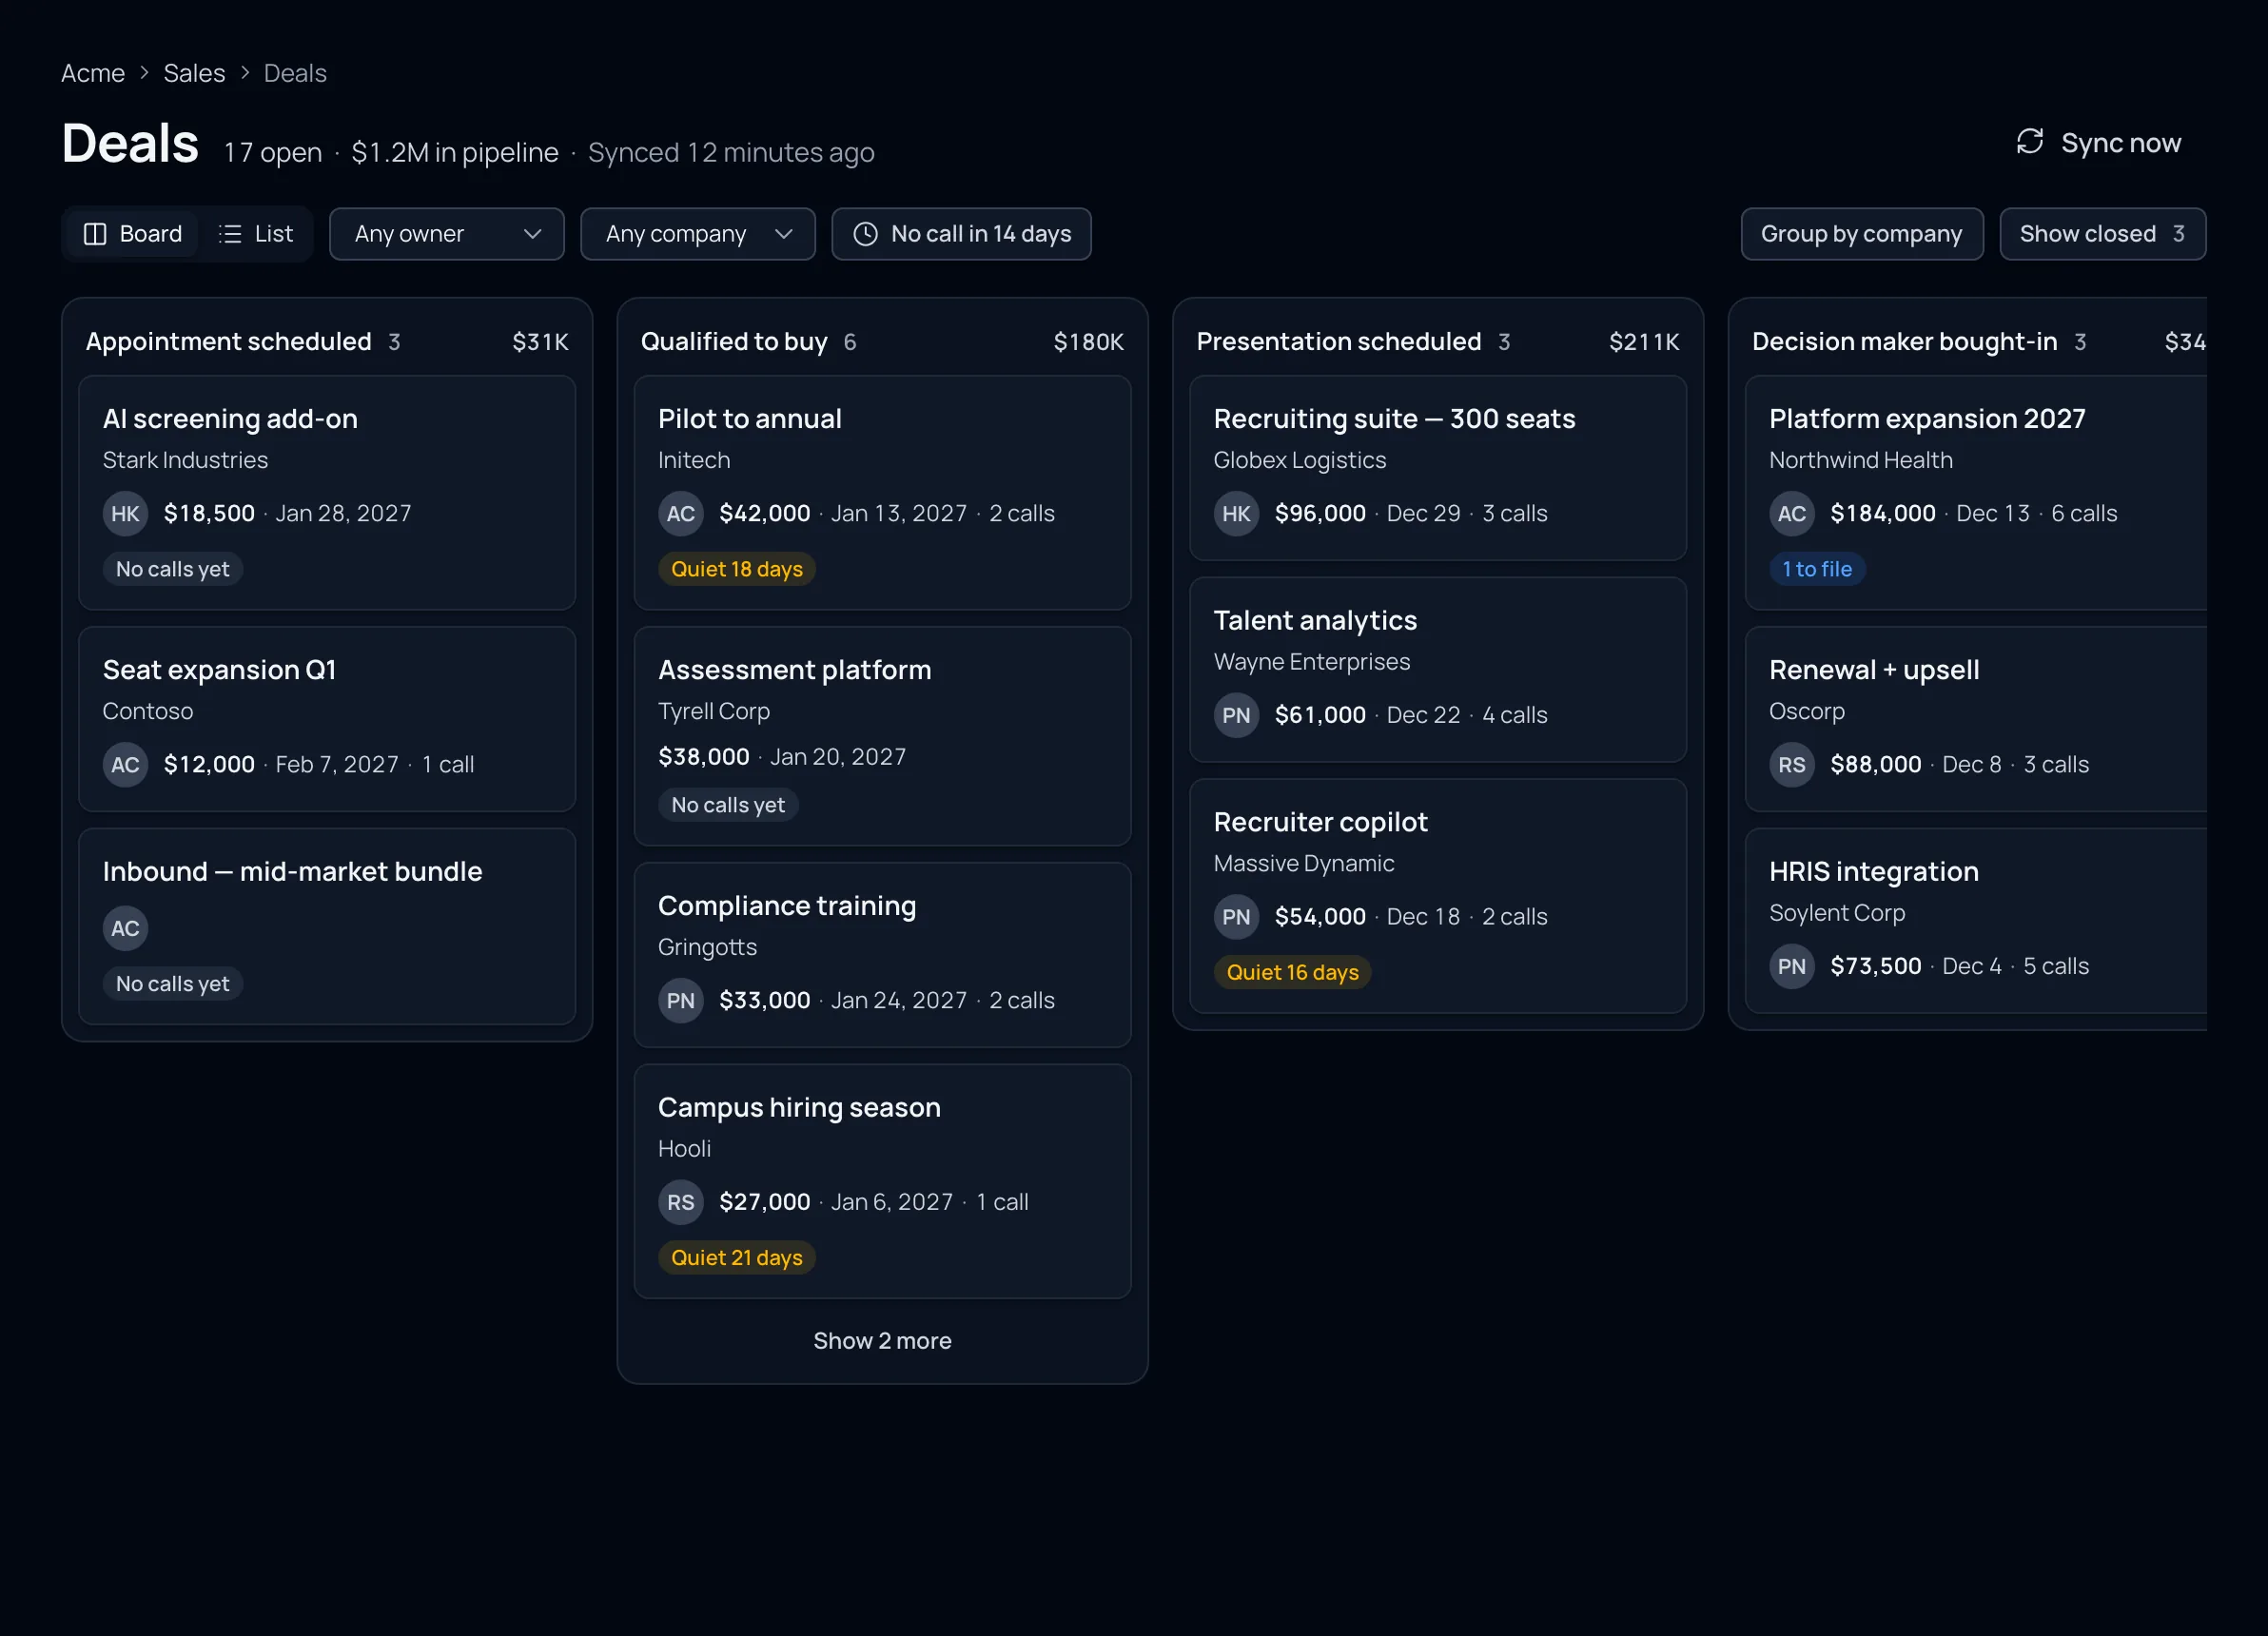 Acme > Sales > Deals
Deals 17 open · $1.2M in pipeline · Synced 12 minutes ago
Sync now
Board List Any owner Any company No call in 14 days
Group by company Show closed 3
Appointment scheduled 3 $31K
AI screening add-on
Stark Industries
HK $18,500 · Jan 28, 2027
No calls yet
Seat expansion Q1
Contoso
AC $12,000 · Feb 7, 2027 · 1 call
Inbound — mid-market bundle
AC
No calls yet
Qualified to buy 6 $180K
Pilot to annual
Initech
AC $42,000 · Jan 13, 2027 · 2 calls
Quiet 18 days
Assessment platform
Tyrell Corp
$38,000 · Jan 20, 2027
No calls yet
Compliance training
Gringotts
PN $33,000 · Jan 24, 2027 · 2 calls
Campus hiring season
Hooli
RS $27,000 · Jan 6, 2027 · 1 call
Quiet 21 days
Show 2 more
Presentation scheduled 3 $211K
Recruiting suite — 300 seats
Globex Logistics
HK $96,000 · Dec 29 · 3 calls
Talent analytics
Wayne Enterprises
PN $61,000 · Dec 22 · 4 calls
Recruiter copilot
Massive Dynamic
PN $54,000 · Dec 18 · 2 calls
Quiet 16 days
Decision maker bought-in 3 $34
Platform expansion 2027
Northwind Health
AC $184,000 · Dec 13 · 6 calls
1 to file
Renewal + upsell
Oscorp
RS $88,000 · Dec 8 · 3 calls
HRIS integration
Soylent Corp
PN $73,500 · Dec 4 · 5 calls